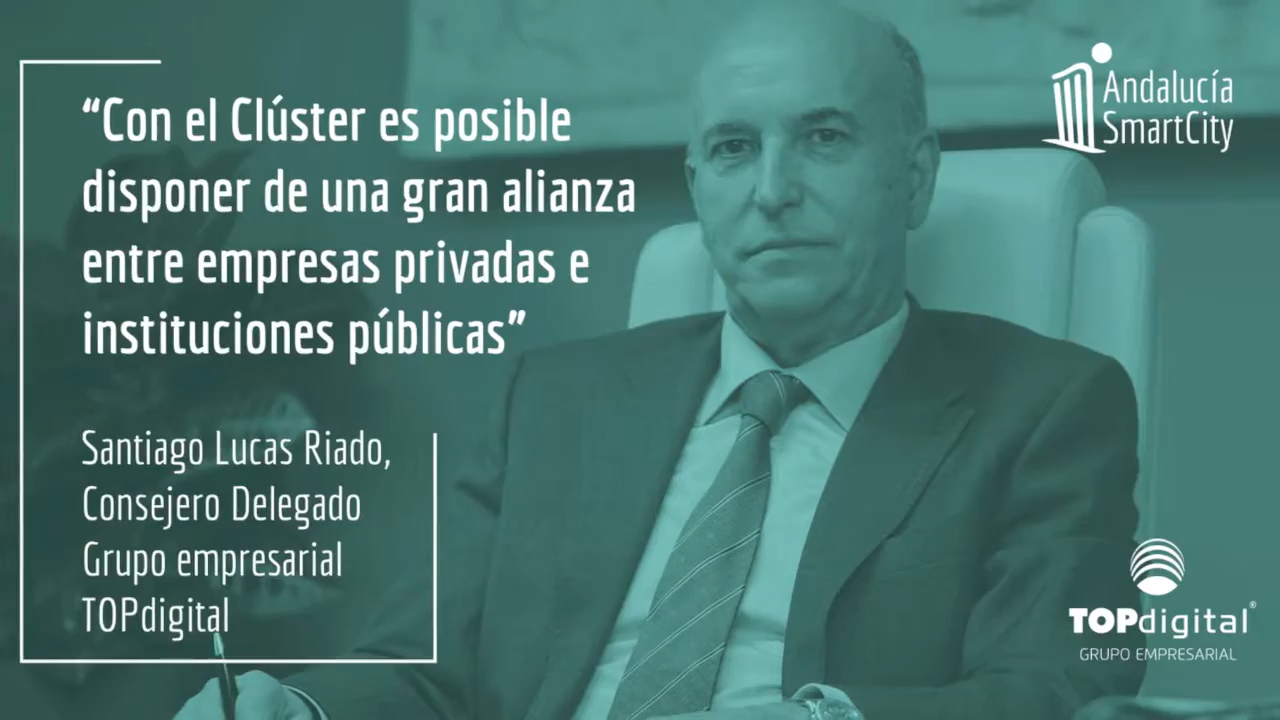 “Con el Clúster es posible
disponer de una gran alianza
entre empresas privadas e
instituciones públicas”
Santiago Lucas Riado,
Consejero Delegado
Grupo empresarial
TOPdigital
Andalucía
SmartCity
TOPdigital®
GRUPO EMPRESARIAL